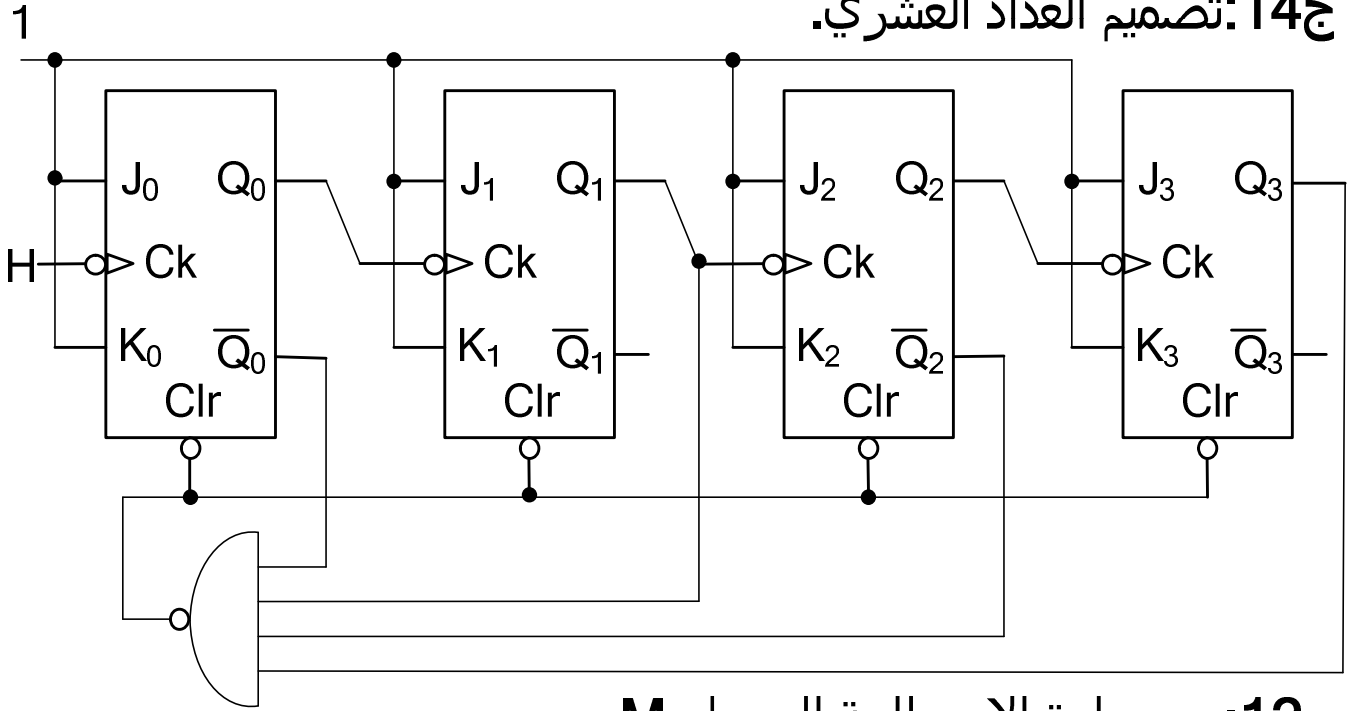 ج14:تصميم العداد العشري.
1
J0 Q0 J1 Q1 J2 Q2 J3 Q3
H Ck Ck Ck Ck
K0 Q̅0 K1 Q̅1 K2 Q̅2 K3 Q̅3
Clr Clr Clr Clr
12: M